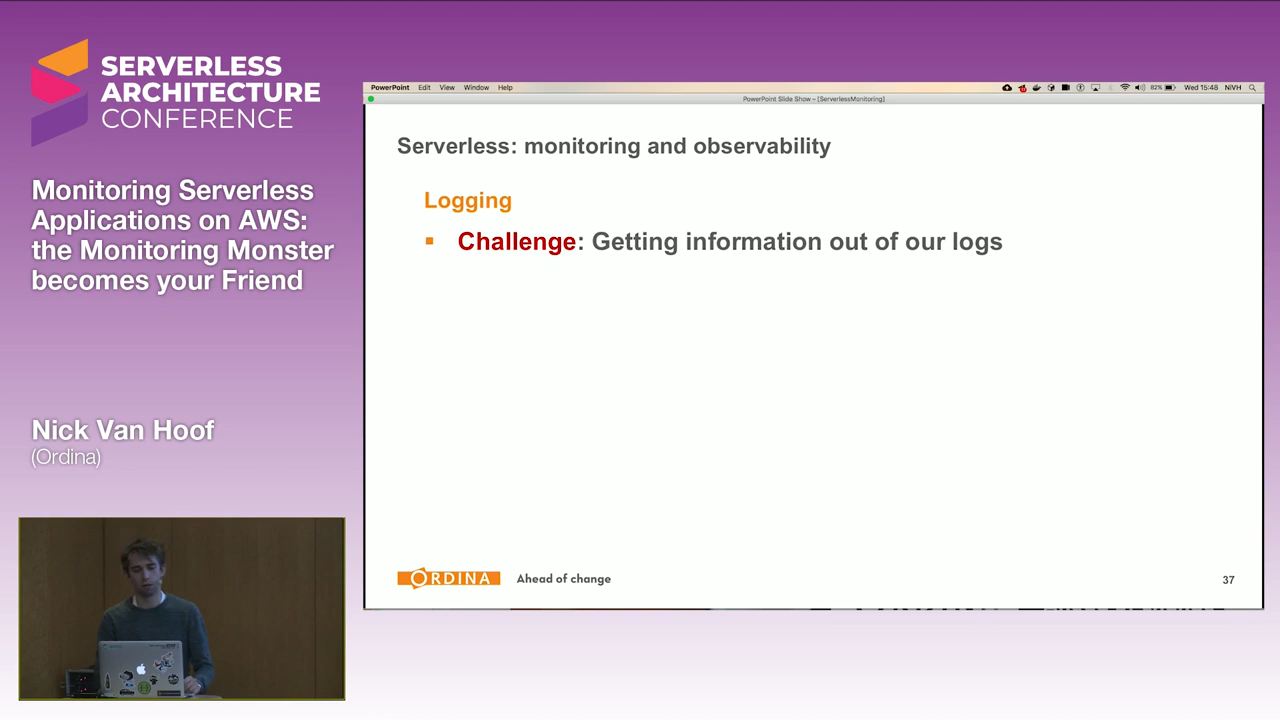 SERVERLESS
ARCHITECTURE
CONFERENCE
Monitoring Serverless
Applications on AWS:
the Monitoring Monster
becomes your Friend
Nick Van Hoof
(Ordina)
PowerPoint Edit View Window Help
82% Wed 15:48 NiVH
PowerPoint Slide Show – [ServerlessMonitoring]
Serverless: monitoring and observability
Logging
▪ Challenge: Getting information out of our logs
ORDINA Ahead of change
37